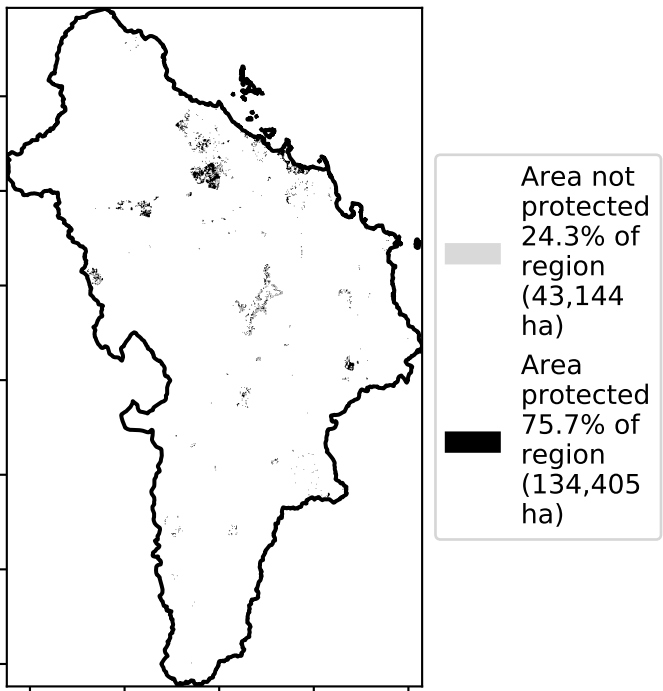 Area not
protected
24.3% of
region
(43,144
ha)
Area
protected
75.7% of
region
(134,405
ha)